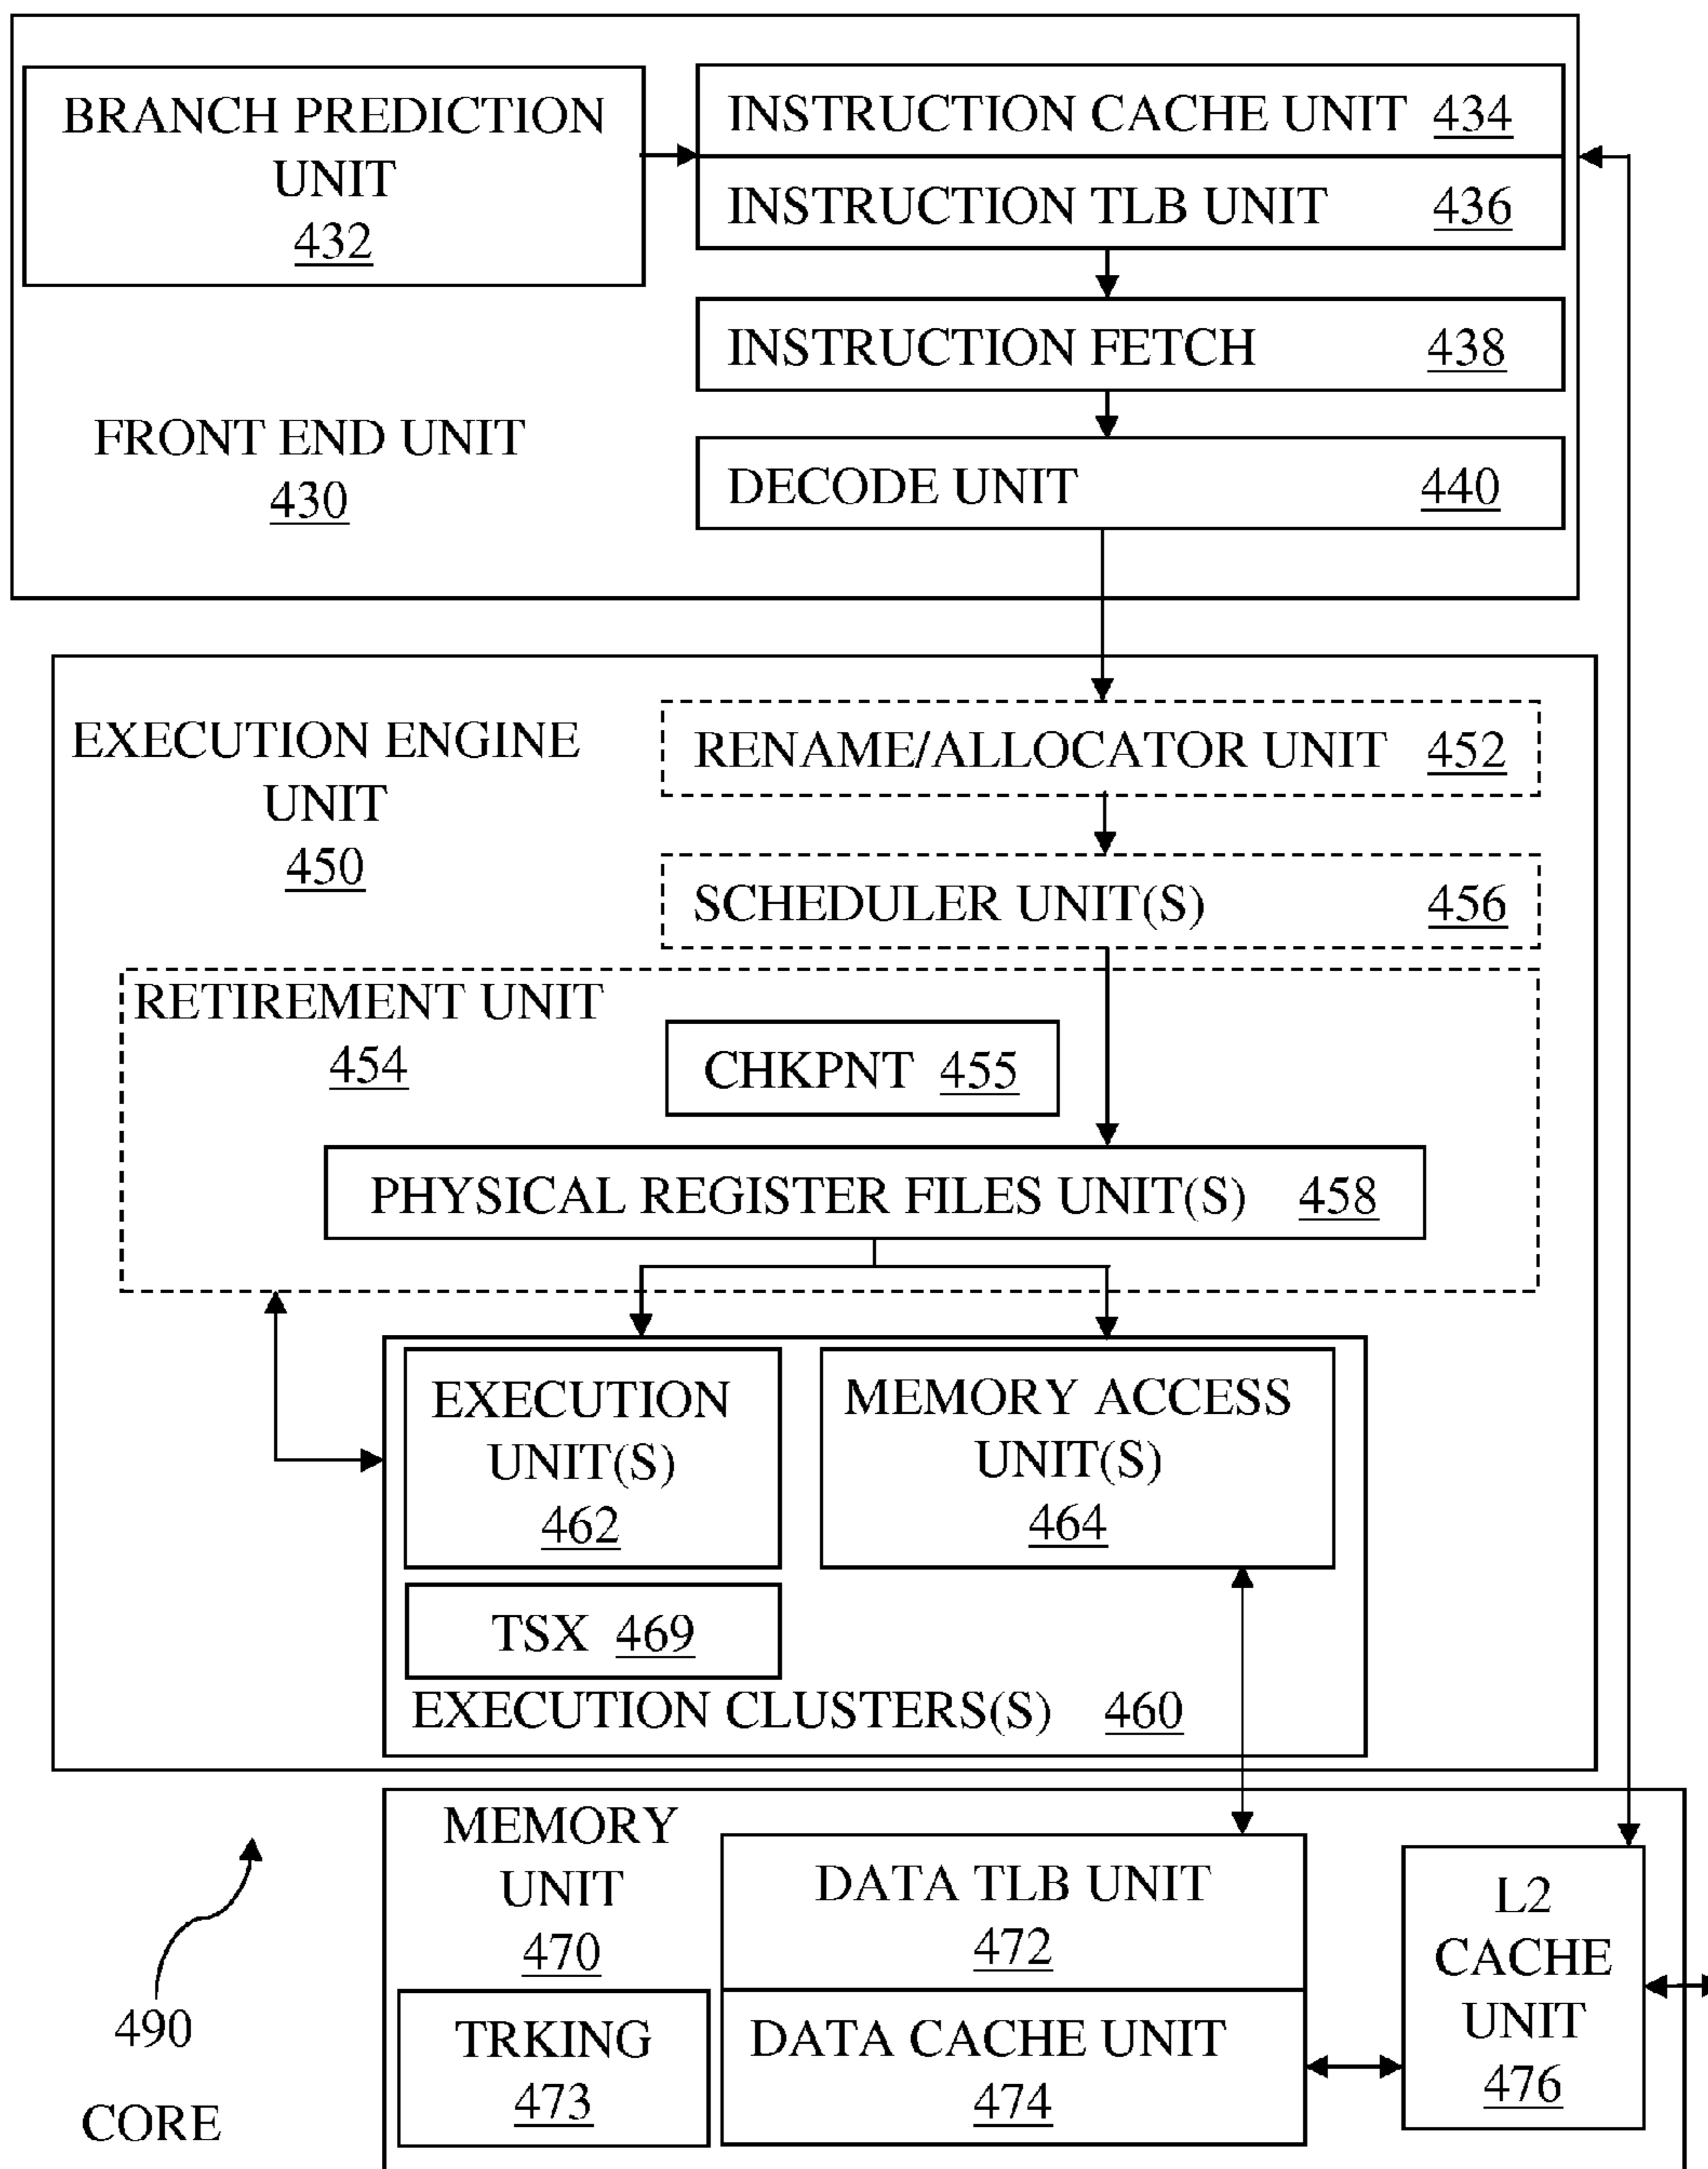 BRANCH PREDICTION
UNIT
432
INSTRUCTION CACHE UNIT 434
INSTRUCTION TLB UNIT 436
INSTRUCTION FETCH 438
FRONT END UNIT
430
DECODE UNIT 440
EXECUTION ENGINE
UNIT
450
RENAME/ALLOCATOR UNIT 452
SCHEDULER UNIT(S) 456
RETIREMENT UNIT
454
CHKPNT 455
PHYSICAL REGISTER FILES UNIT(S) 458
EXECUTION
UNIT(S)
462
MEMORY ACCESS
UNIT(S)
464
TSX 469
EXECUTION CLUSTERS(S) 460
MEMORY
UNIT
470
DATA TLB UNIT
472
TRKING
473
DATA CACHE UNIT
474
L2
CACHE
UNIT
476
490
CORE